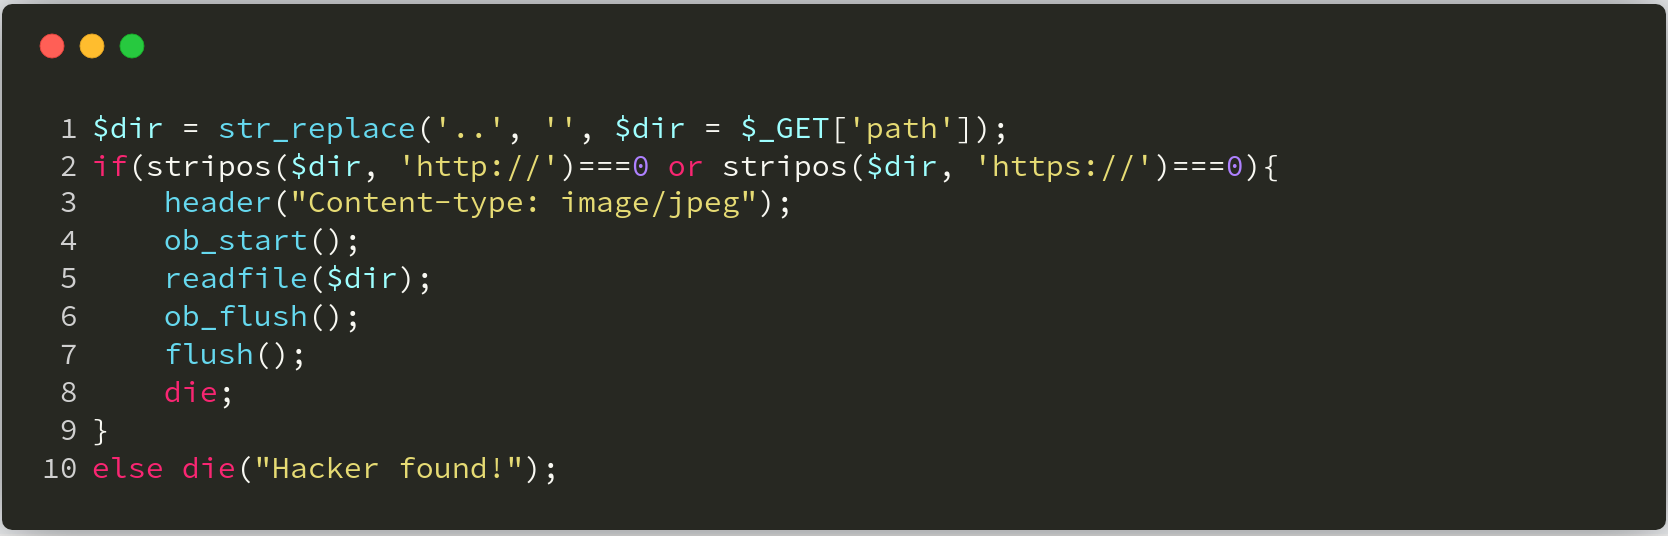 1 $dir = str_replace('..', '', $dir = $_GET['path']);
2 if(stripos($dir, 'http://')===0 or stripos($dir, 'https://')===0){
3     header("Content-type: image/jpeg");
4     ob_start();
5     readfile($dir);
6     ob_flush();
7     flush();
8     die;
9 }
10 else die("Hacker found!");